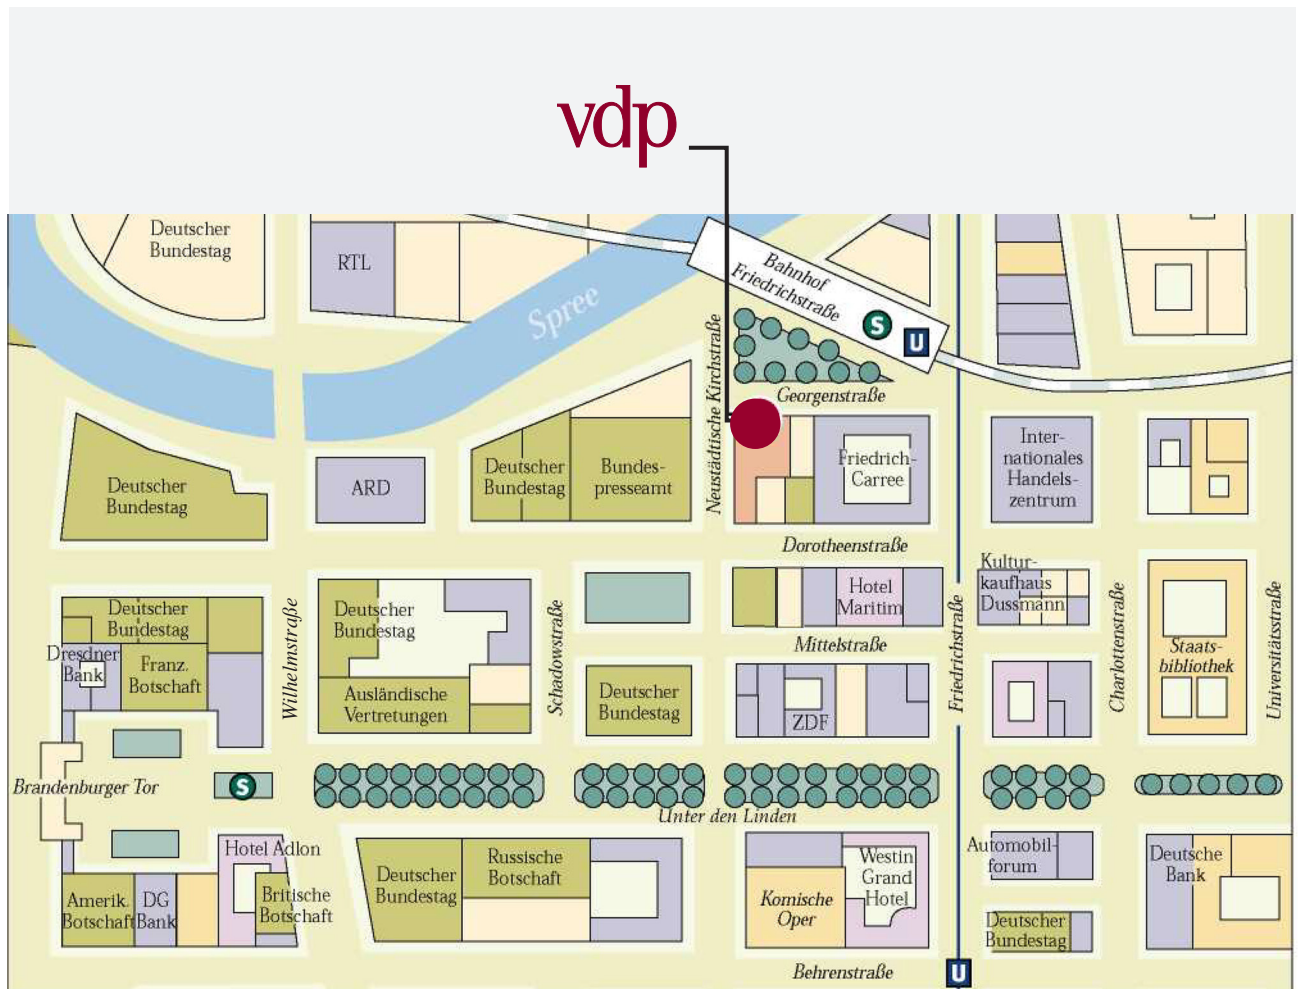 vdp
Deutscher
Bundestag
RTL
Spree
Bahnhof
Friedrichstraße
S
U
Neustädtische Kirchstraße
Georgenstraße
Deutscher
Bundestag
ARD
Deutscher
Bundestag
Bundes-
presseamt
Friedrich-
Carree
Inter-
nationales
Handels-
zentrum
Dorotheenstraße
Deutscher
Bundestag
Dresdner
Bank
Franz.
Botschaft
Wilhelmstraße
Deutscher
Bundestag
Ausländische
Vertretungen
Schadowstraße
Deutscher
Bundestag
Hotel
Maritim
Mittelstraße
ZDF
Friedrichstraße
Kultur-
kaufhaus
Dussmann
Charlottenstraße
Staats-
bibliothek
Universitätsstraße
Brandenburger Tor
S
Unter den Linden
Hotel Adlon
Amerik.
Botschaft
DG
Bank
Britische
Botschaft
Deutscher
Bundestag
Russische
Botschaft
Komische
Oper
Westin
Grand
Hotel
Automobil-
forum
Deutscher
Bundestag
Deutsche
Bank
Behrenstraße
U